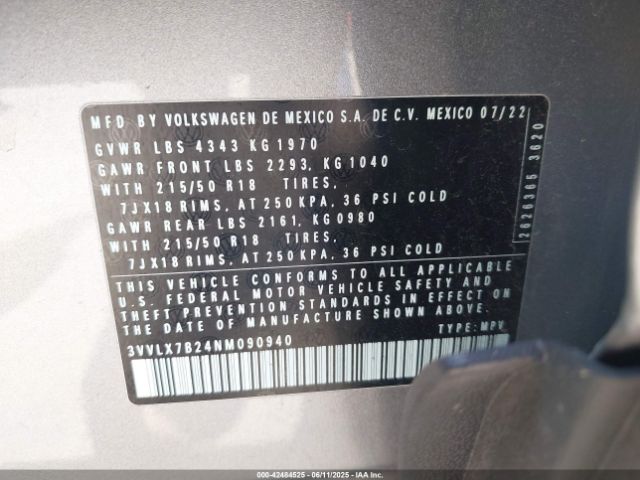 MFD BY VOLKSWAGEN DE MEXICO S.A. DE C.V. MEXICO 07/22
GVWR LBS 4343 KG 1970
GAWR FRONT LBS 2293, KG 1040
WITH 215/50 R18 TIRES,
7JX18 RIMS, AT 250 KPA, 36 PSI COLD
GAWR REAR LBS 2161, KG0980
WITH 215/50 R18 TIRES,
7JX18 RIMS, AT 250 KPA, 36 PSI COLD
THIS VEHICLE CONFORMS TO ALL APPLICABLE
U.S. FEDERAL MOTOR VEHICLE SAFETY AND
THEFT PREVENTION STANDARDS IN EFFECT ON
THE DATE OF MANUFACTURE SHOWN ABOVE.
3VVLX7B24NM090940 TYPE: MPV
2626365 3620
000-42484525 - 06/11/2025 - IAA Inc.